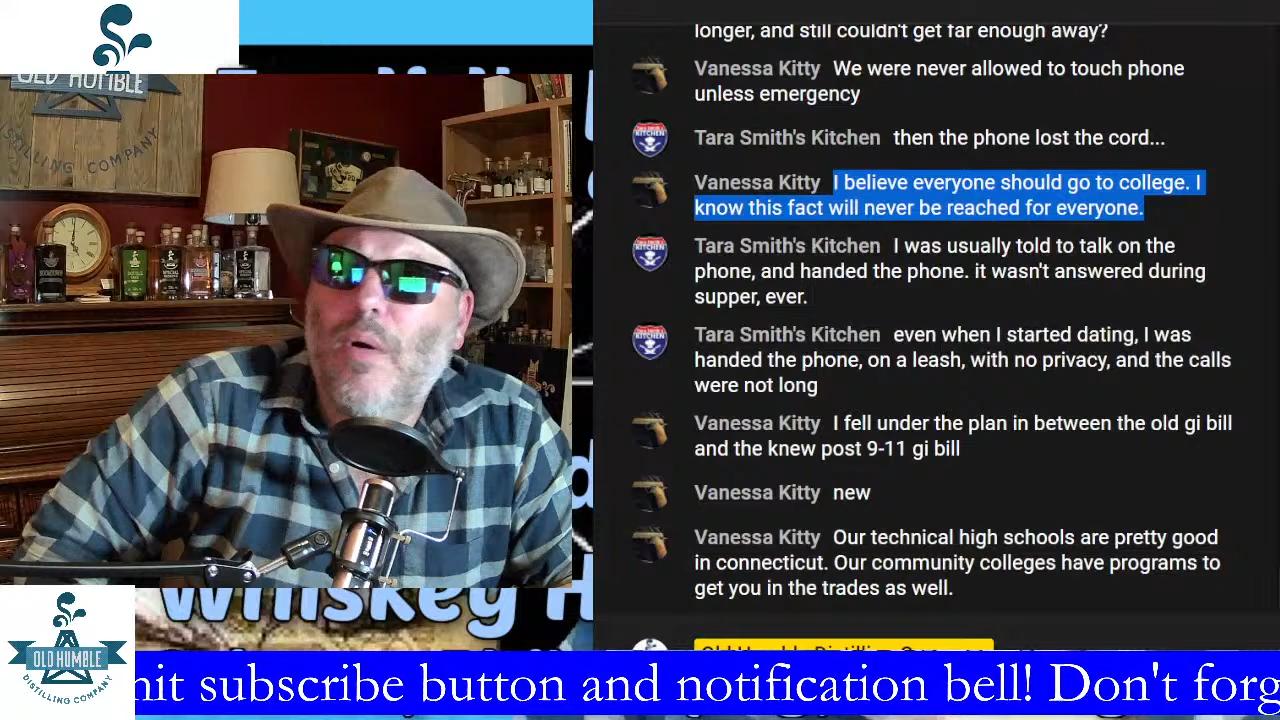 OLD HUMBLE
DISTILLING COMPANY
longer, and still couldn't get far enough away?
Vanessa Kitty We were never allowed to touch phone
unless emergency
Tara Smith's Kitchen then the phone lost the cord...
Vanessa Kitty I believe everyone should go to college. I
know this fact will never be reached for everyone.
Tara Smith's Kitchen I was usually told to talk on the
phone, and handed the phone. it wasn't answered during
supper, ever.
Tara Smith's Kitchen even when I started dating, I was
handed the phone, on a leash, with no privacy, and the calls
were not long
Vanessa Kitty I fell under the plan in between the old gi bill
and the knew post 9-11 gi bill
Vanessa Kitty new
Vanessa Kitty Our technical high schools are pretty good
in connecticut. Our community colleges have programs to
get you in the trades as well.
Whiskey H
OLD HUMBLE
DISTILLING COMPANY
hit subscribe button and notification bell! Don't forg